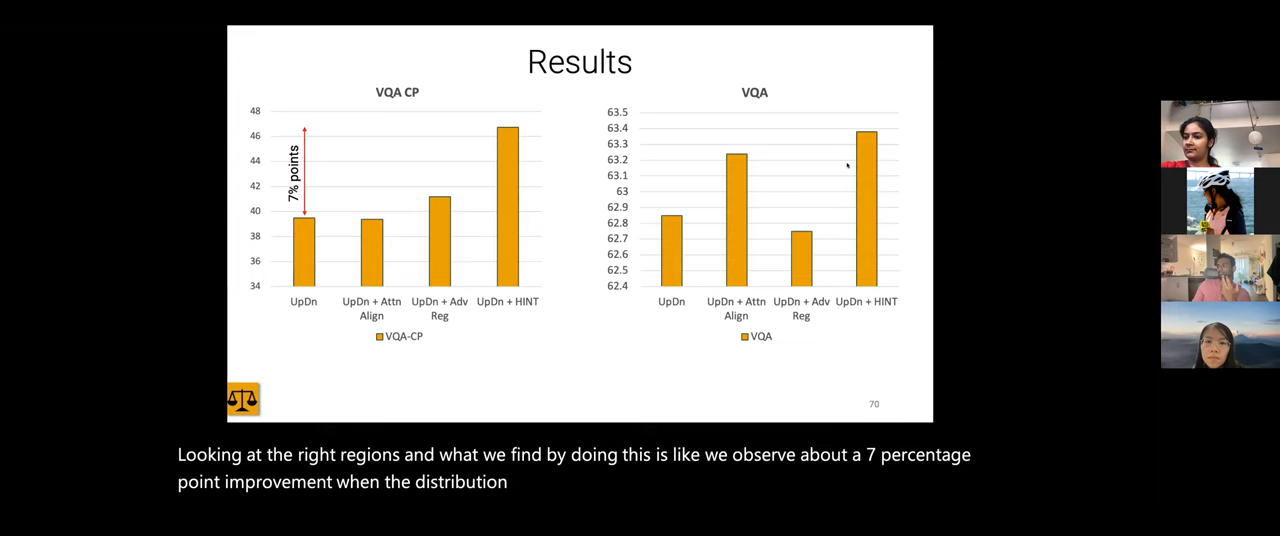 Results
VQA CP
48
46
44
42
40
38
36
34
7% points
UpDn
UpDn + Attn Align
UpDn + Adv Reg
UpDn + HINT
VQA-CP
VQA
63.5
63.4
63.3
63.2
63.1
63
62.9
62.8
62.7
62.6
62.5
62.4
UpDn
UpDn + Attn Align
UpDn + Adv Reg
UpDn + HINT
VQA
70
Looking at the right regions and what we find by doing this is like we observe about a 7 percentage
point improvement when the distribution